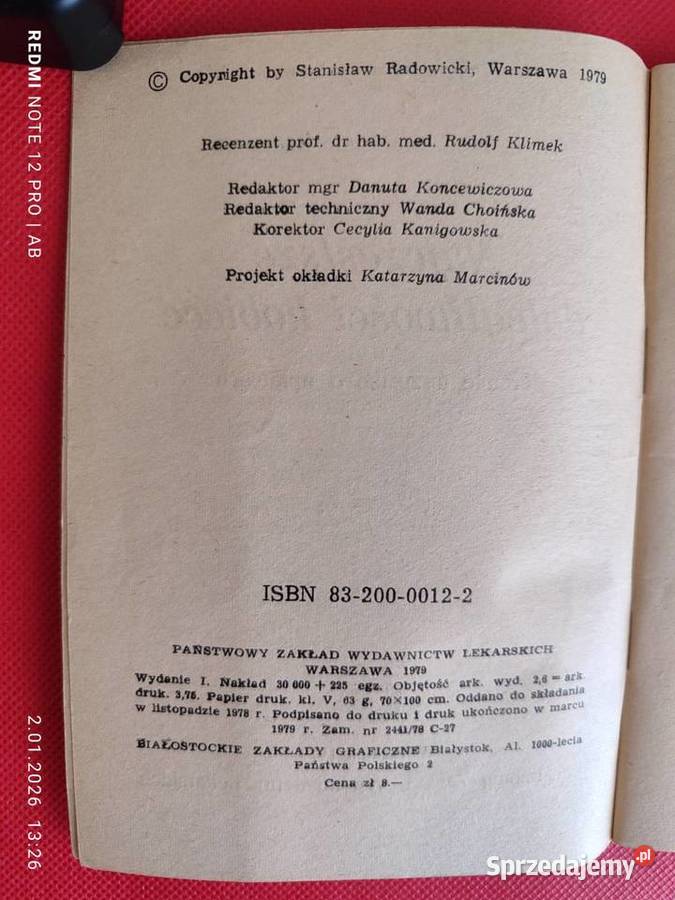 © Copyright by Stanisław Radowicki, Warszawa 1979
Recenzent prof. dr hab. med. Rudolf Klimek
Redaktor mgr Danuta Koncewiczowa
Redaktor techniczny Wanda Choińska
Korektor Cecylia Kanigowska
Projekt okładki Katarzyna Marcinów
ISBN 83-200-0012-2
PAŃSTWOWY ZAKŁAD WYDAWNICTW LEKARSKICH
WARSZAWA 1979
Wydanie I. Nakład 30 000 + 225 egz. Objętość ark. wyd. 2,6 = ark.
druk. 3,75. Papier druk. kl. V, 63 g, 70×100 cm. Oddano do składania
w listopadzie 1978 r. Podpisano do druku i druk ukończono w marcu
1979 r. Zam. nr 2441/78 C-27
BIAŁOSTOCKIE ZAKŁADY GRAFICZNE Białystok, Al. 1000-lecia
Państwa Polskiego 2
Cena zł 8.—
REDMI NOTE 12 PRO | AB
2.01.2026 13:26
Sprzedajemy.pl